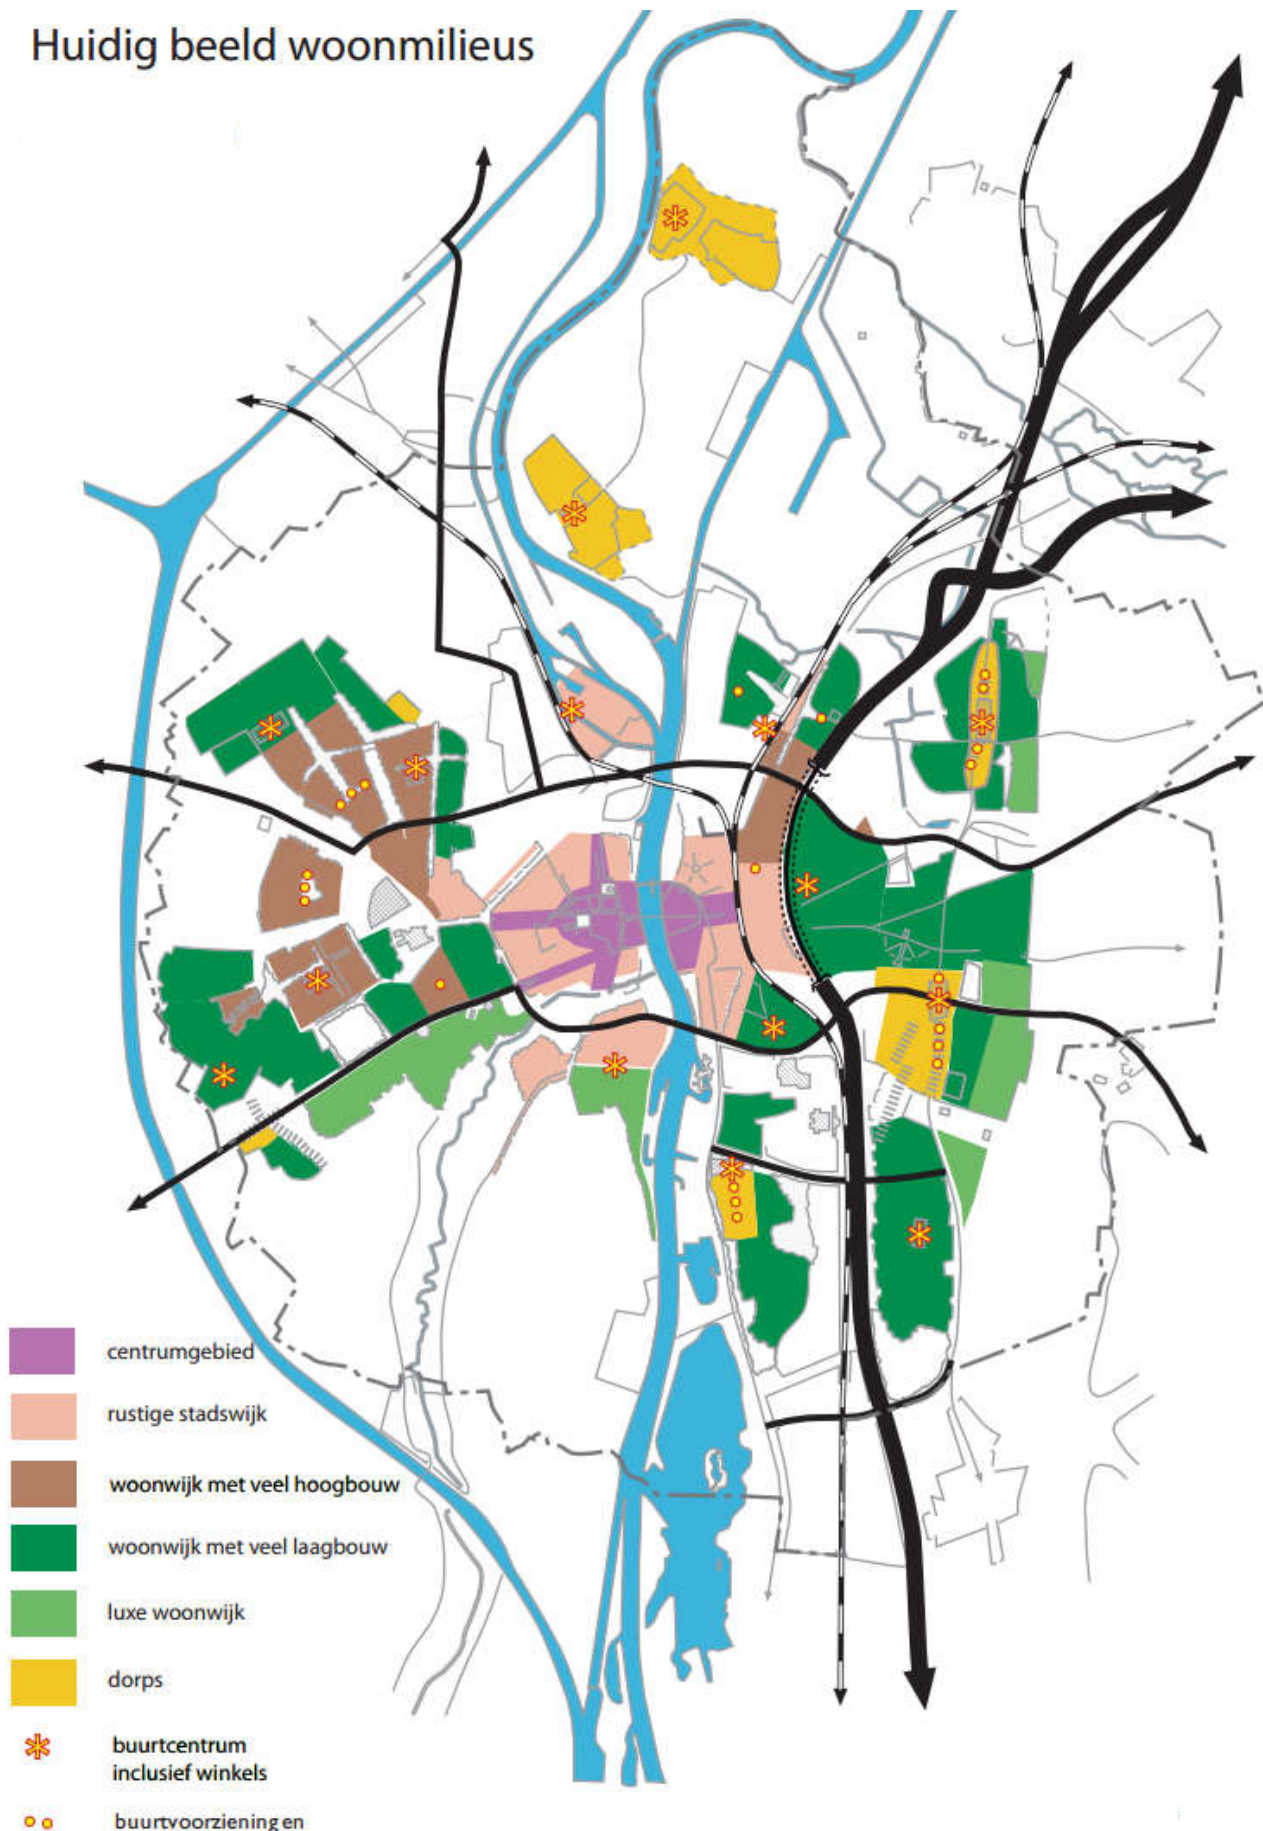 Huidig beeld woonmilieus
centrumgebied
rustige stadswijk
woonwijk met veel hoogbouw
woonwijk met veel laagbouw
luxe woonwijk
dorps
buurtcentrum
inclusief winkels
buurtvoorzieningen